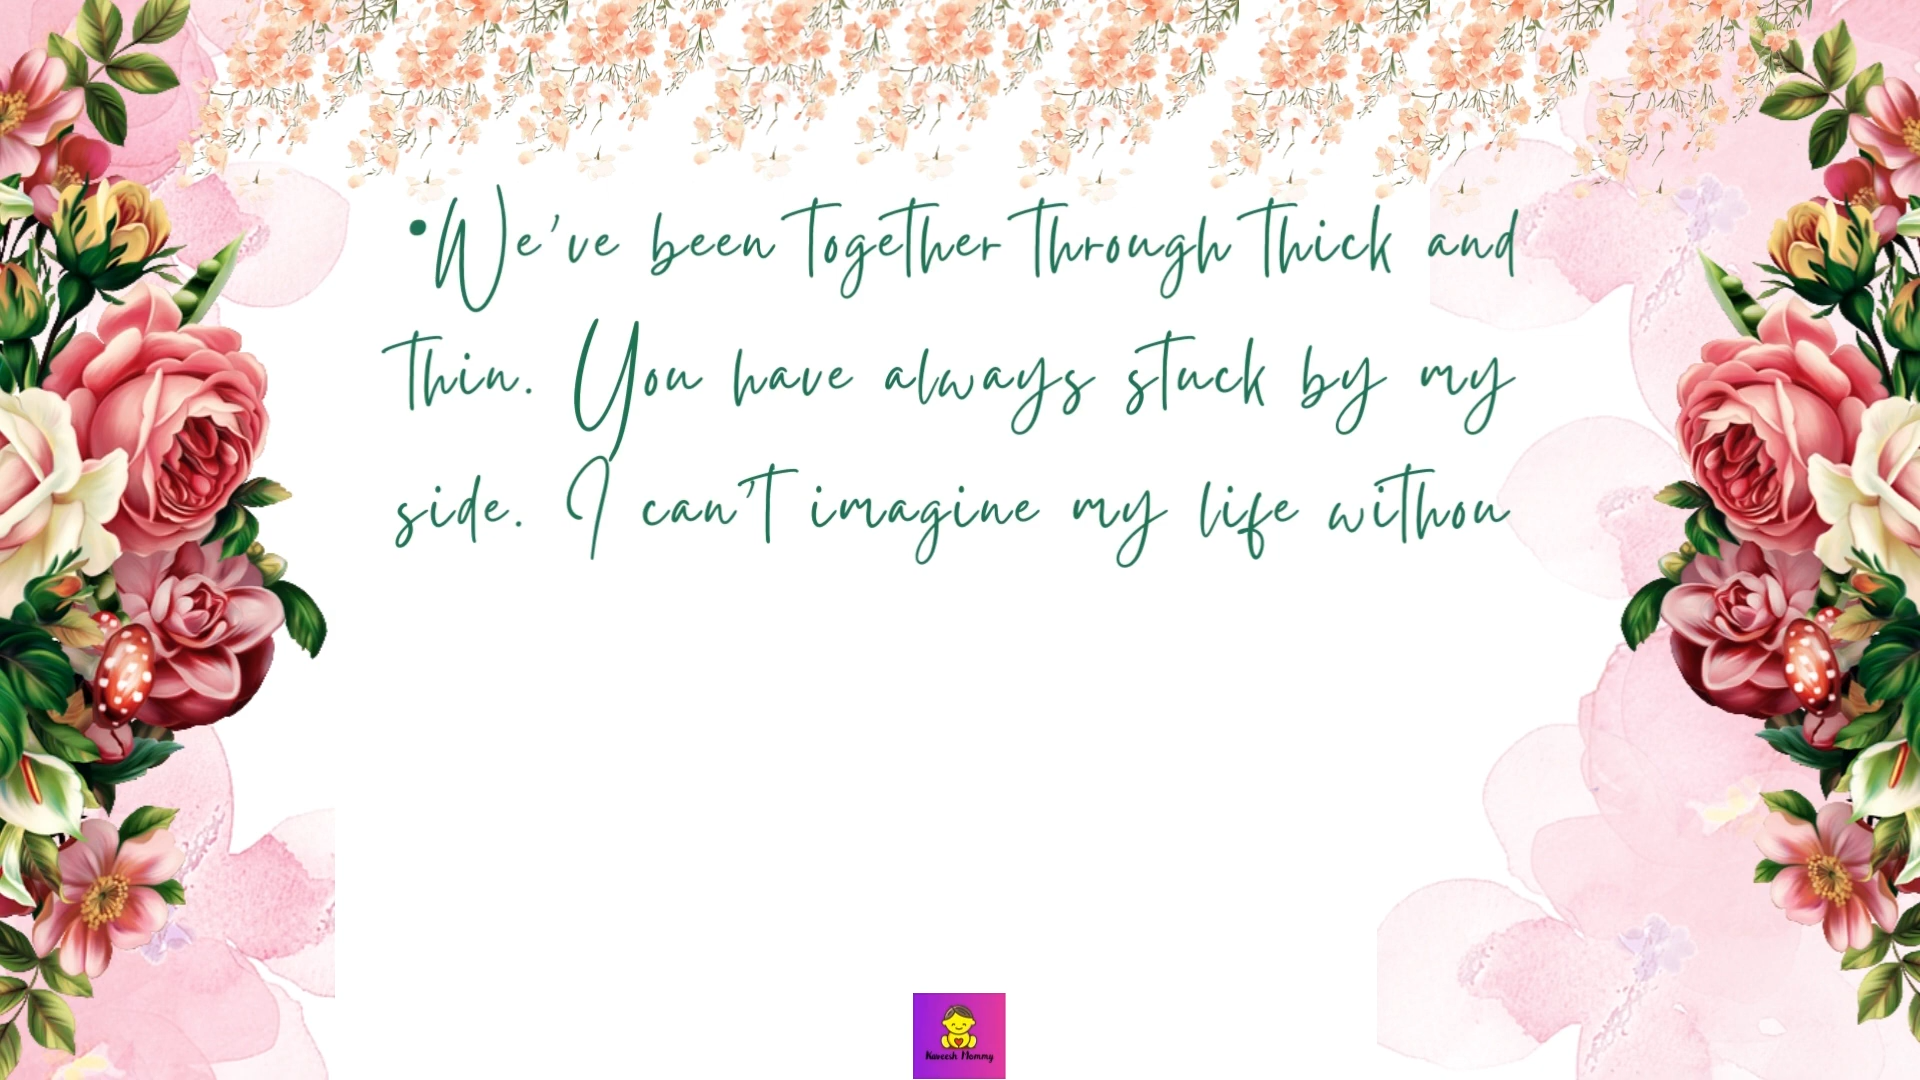 •We've been together through thick and
thin. You have always stuck by my
side. I can't imagine my life withou
Kaveesh Mommy